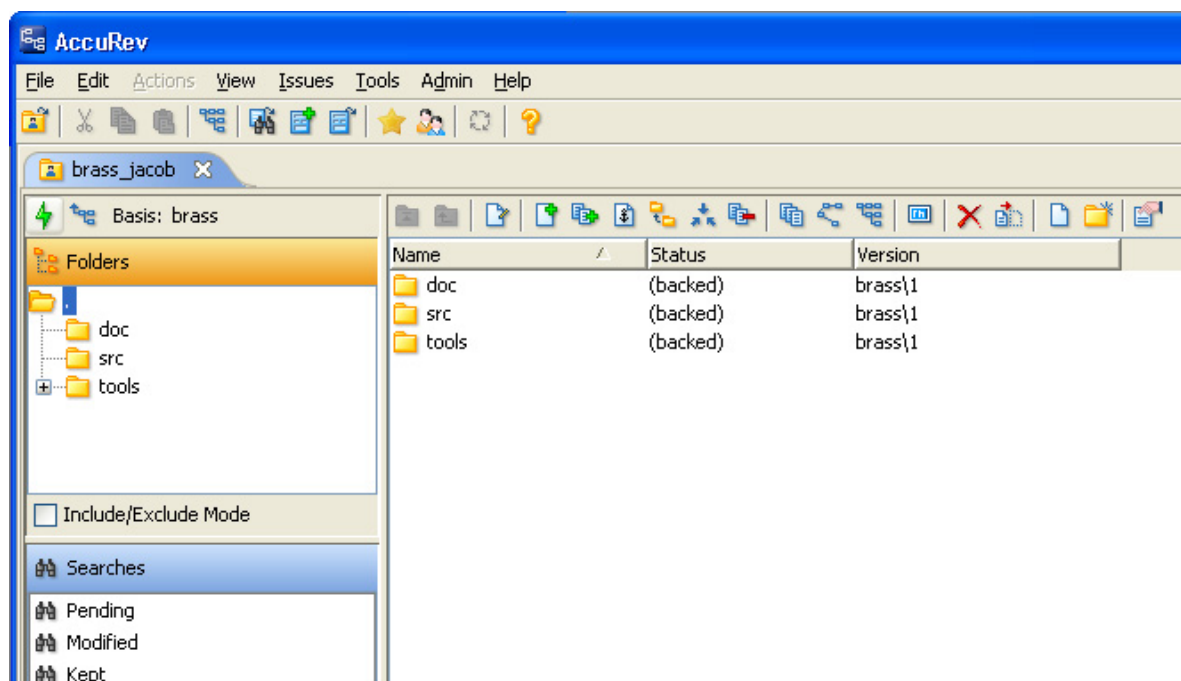 AccuRev
File Edit Actions View Issues Tools Admin Help
brass_jacob
Basis: brass
Folders
.
doc
src
tools
Include/Exclude Mode
Searches
Pending
Modified
Kept
Name Status Version
doc (backed) brass\1
src (backed) brass\1
tools (backed) brass\1